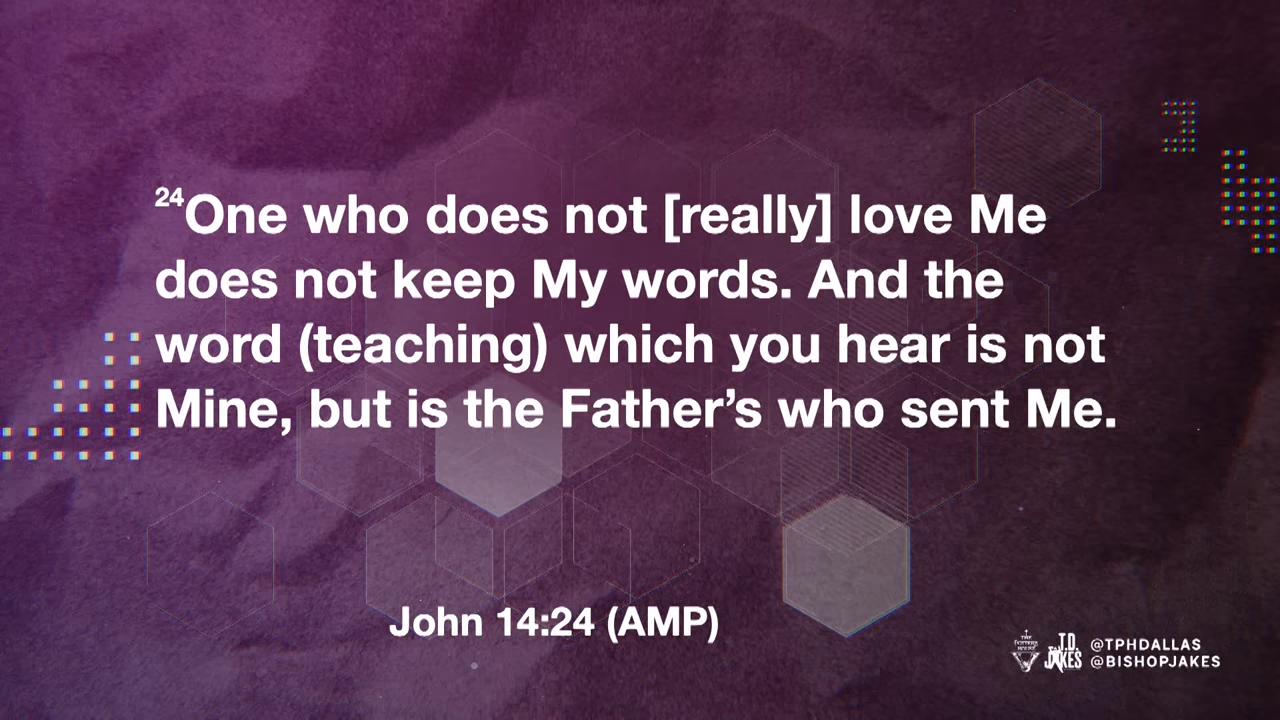 24One who does not [really] love Me
does not keep My words. And the
word (teaching) which you hear is not
Mine, but is the Father’s who sent Me.
John 14:24 (AMP)
T.D.
JAKES
@TPHDALLAS
@BISHOPJAKES